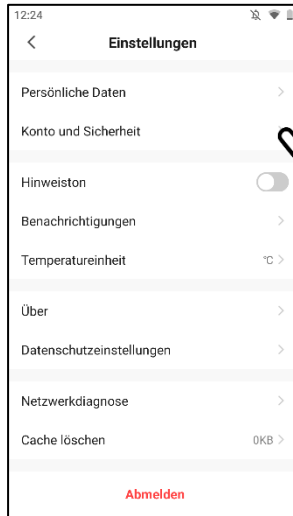 12:24
Einstellungen
Persönliche Daten
Konto und Sicherheit
Hinweiston
Benachrichtigungen
Temperatureinheit °C
Über
Datenschutzeinstellungen
Netzwerkdiagnose
Cache löschen 0KB
Abmelden